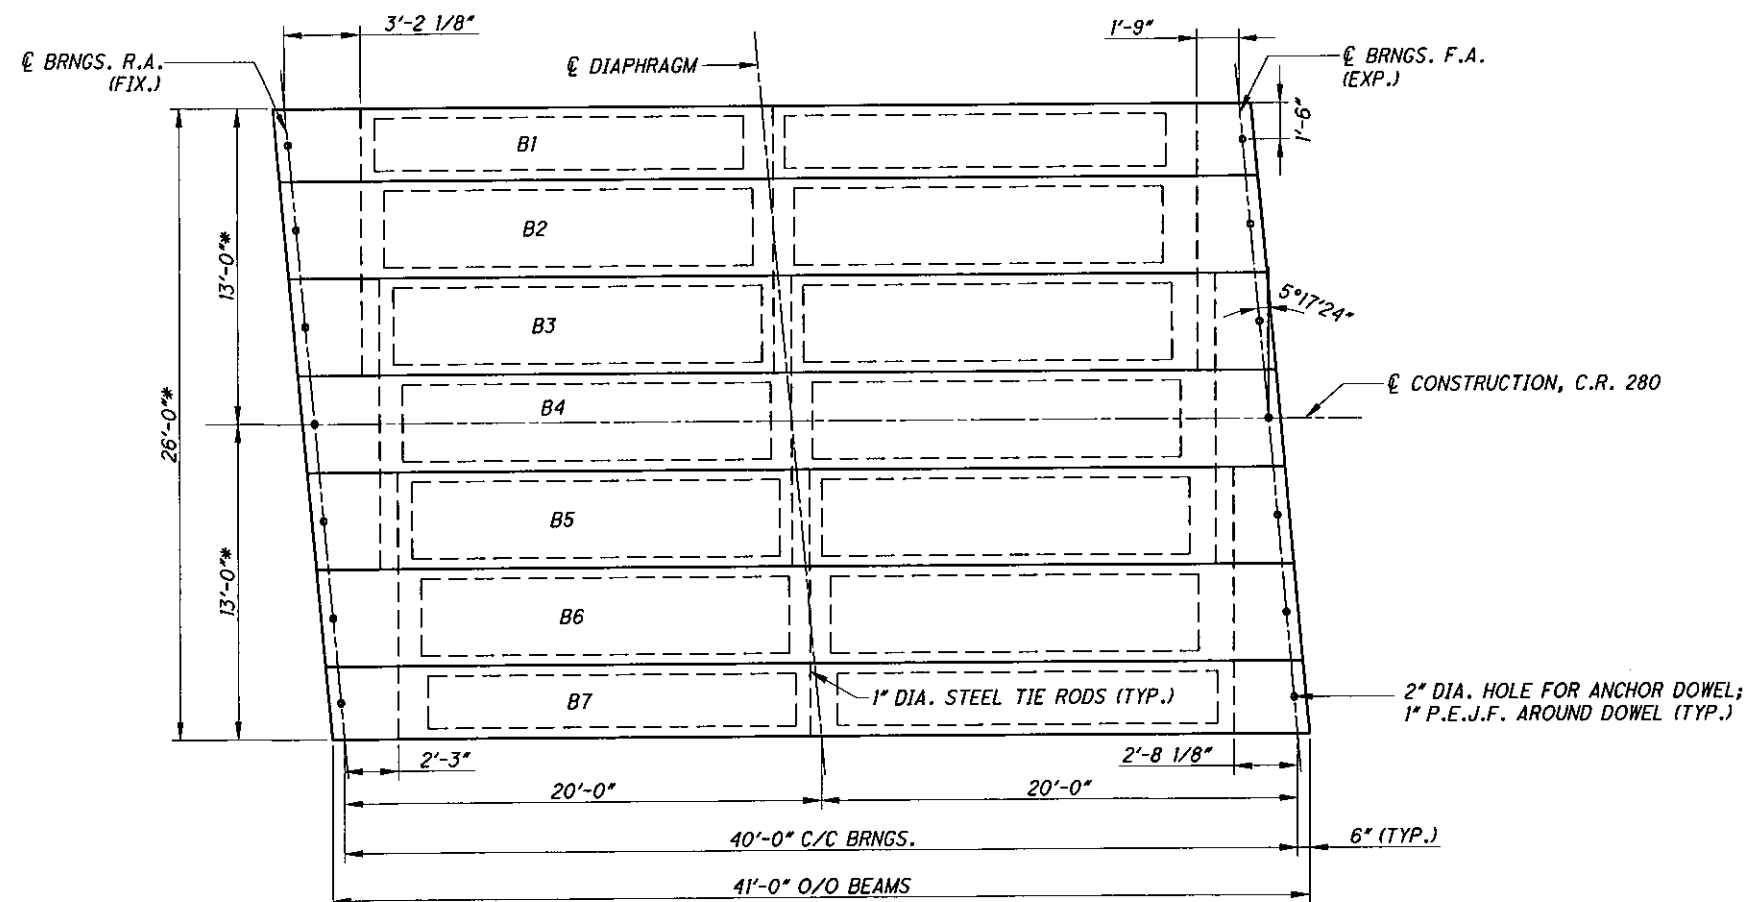 3'-2 1/8"
1'-9"
℄ BRNGS. R.A.
(FIX.)
℄ DIAPHRAGM
℄ BRNGS. F.A.
(EXP.)
1'-6"
B1
B2
13'-0"*
5°17'24"
B3
26'-0"*
B4
℄ CONSTRUCTION, C.R. 280
B5
13'-0"*
B6
B7
1" DIA. STEEL TIE RODS (TYP.)
2" DIA. HOLE FOR ANCHOR DOWEL;
1" P.E.J.F. AROUND DOWEL (TYP.)
2'-3"
2'-8 1/8"
20'-0"
20'-0"
40'-0" C/C BRNGS.
6" (TYP.)
41'-0" O/O BEAMS